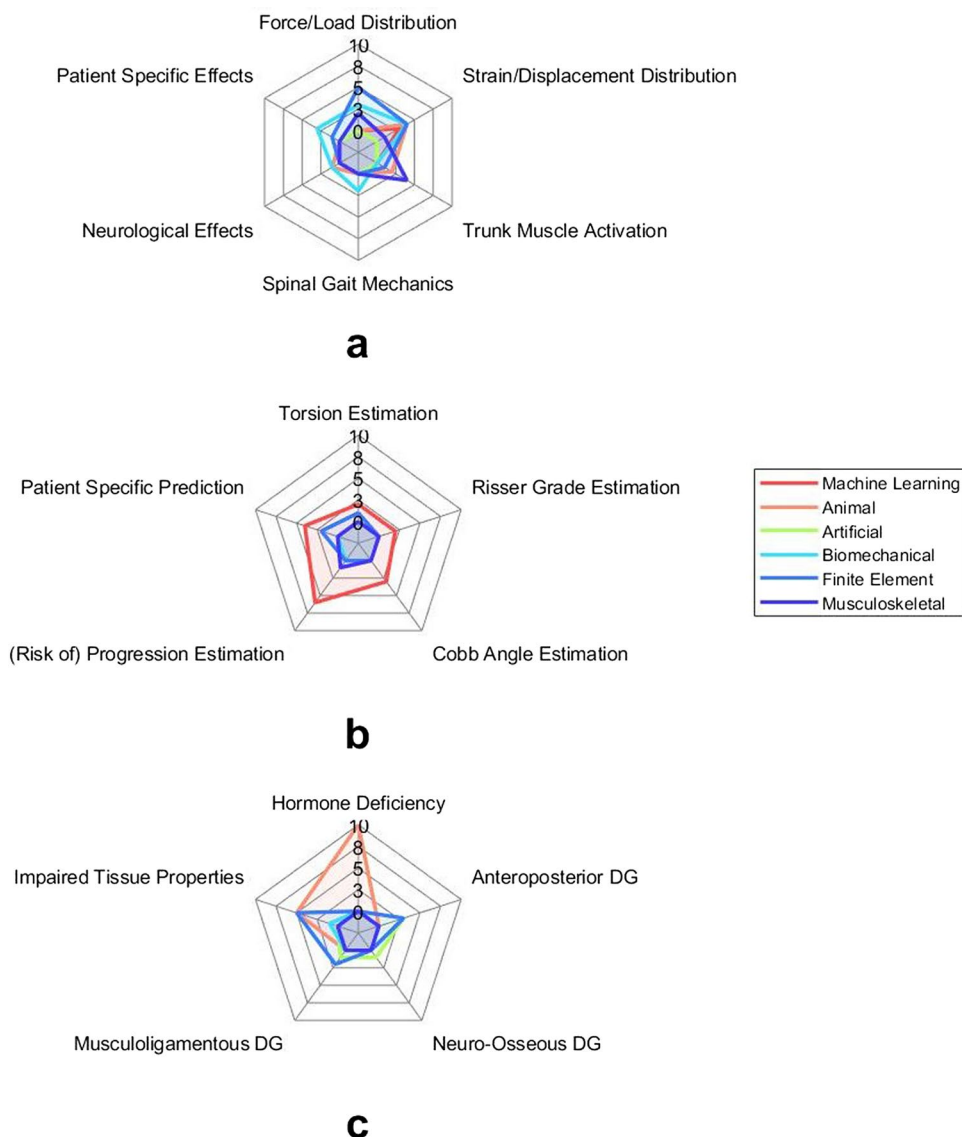 Force/Load Distribution
10
Patient Specific Effects
8
Strain/Displacement Distribution
5
3
0
Neurological Effects
Trunk Muscle Activation
Spinal Gait Mechanics
a
Torsion Estimation
10
8
Patient Specific Prediction
5
Risser Grade Estimation
3
0
(Risk of) Progression Estimation
Cobb Angle Estimation
b
Machine Learning
Animal
Artificial
Biomechanical
Finite Element
Musculoskeletal
Hormone Deficiency
10
8
Impaired Tissue Properties
5
Anteroposterior DG
3
0
Musculoligamentous DG
Neuro-Osseous DG
c